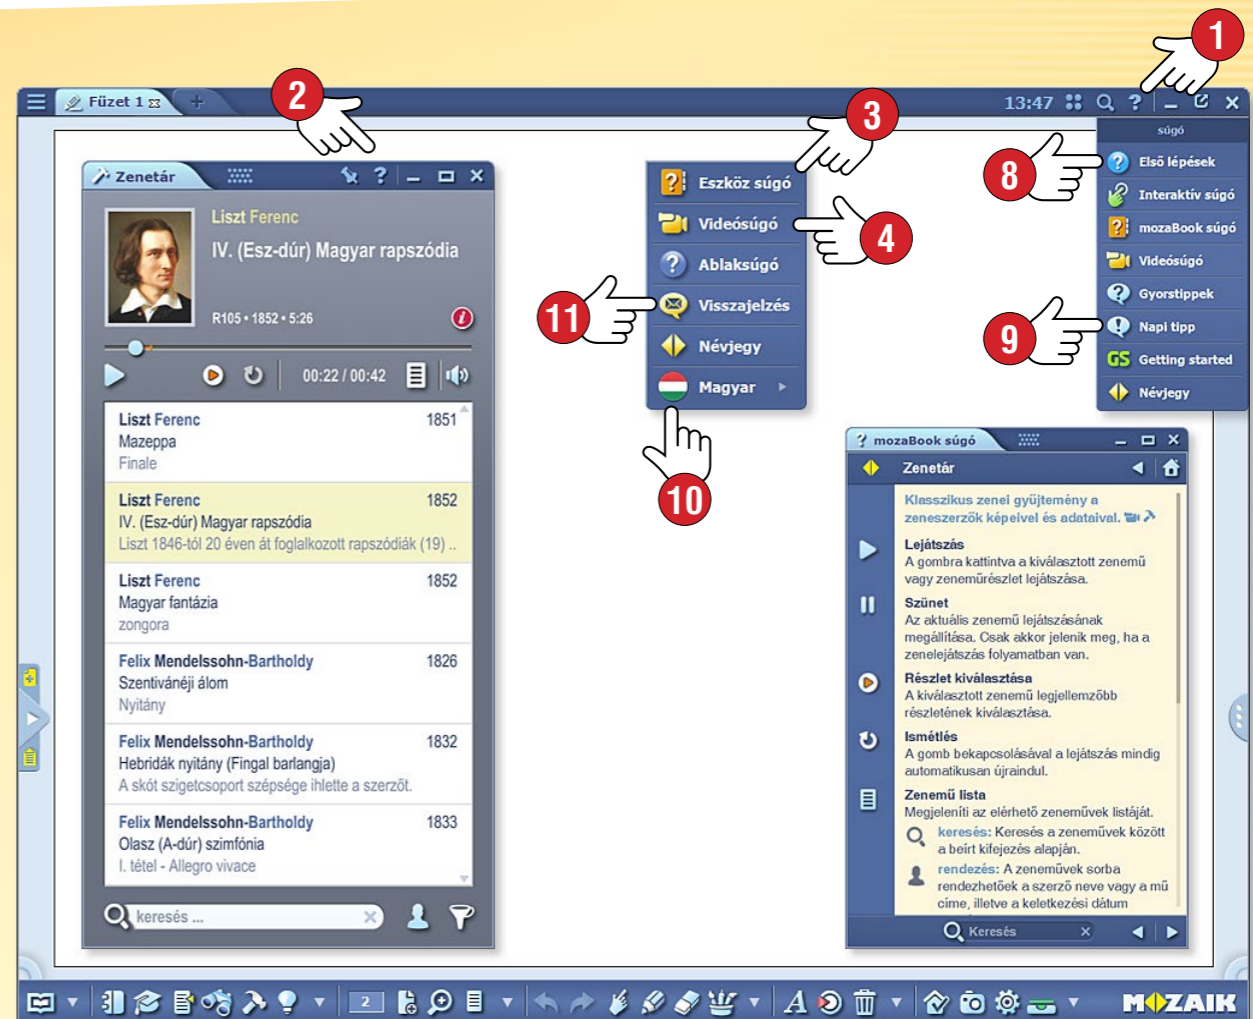 1
2
3
Füzet 1
+
13:47
?
súgó
Első lépések
Interaktív súgó
mozaBook súgó
Videósúgó
Gyorstippek
Napi tipp
GS Getting started
Névjegy
8
9
Zenetár
?
Liszt Ferenc
IV. (Esz-dúr) Magyar rapszódia
R105 • 1852 • 5:26
00:22 / 00:42
Liszt Ferenc 1851
Mazeppa
Finale
Liszt Ferenc 1852
IV. (Esz-dúr) Magyar rapszódia
Liszt 1846-tól 20 éven át foglalkozott rapszódiák (19) ..
Liszt Ferenc 1852
Magyar fantázia
zongora
Felix Mendelssohn-Bartholdy 1826
Szentivánéji álom
Nyitány
Felix Mendelssohn-Bartholdy 1832
Hebridák nyitány (Fingal barlangja)
A skót szigetcsoport szépsége ihlette a szerzőt.
Felix Mendelssohn-Bartholdy 1833
Olasz (A-dúr) szimfónia
I. tétel - Allegro vivace
keresés ...
Eszköz súgó
Videósúgó
Ablaksúgó
Visszajelzés
Névjegy
Magyar
4
11
10
? mozaBook súgó
Zenetár
Klasszikus zenei gyűjtemény a
zeneszerzők képeivel és adataival.
Lejátszás
A gombra kattintva a kiválasztott zenemű
vagy zeneműrészlet lejátszása.
Szünet
Az aktuális zenemű lejátszásának
megállítása. Csak akkor jelenik meg, ha a
zenelejátszás folyamatban van.
Részlet kiválasztása
A kiválasztott zenemű legjellemzőbb
részletének kiválasztása.
Ismétlés
A gomb bekapcsolásával a lejátszás mindig
automatikusan újraindul.
Zenemű lista
Megjeleníti az elérhető zeneművek listáját.
keresés: Keresés a zeneművek között
a beírt kifejezés alapján.
rendezés: A zeneművek sorba
rendezhetőek a szerző neve vagy a mű
címe, illetve a keletkezési dátum
Keresés
2
A
MOZAIK